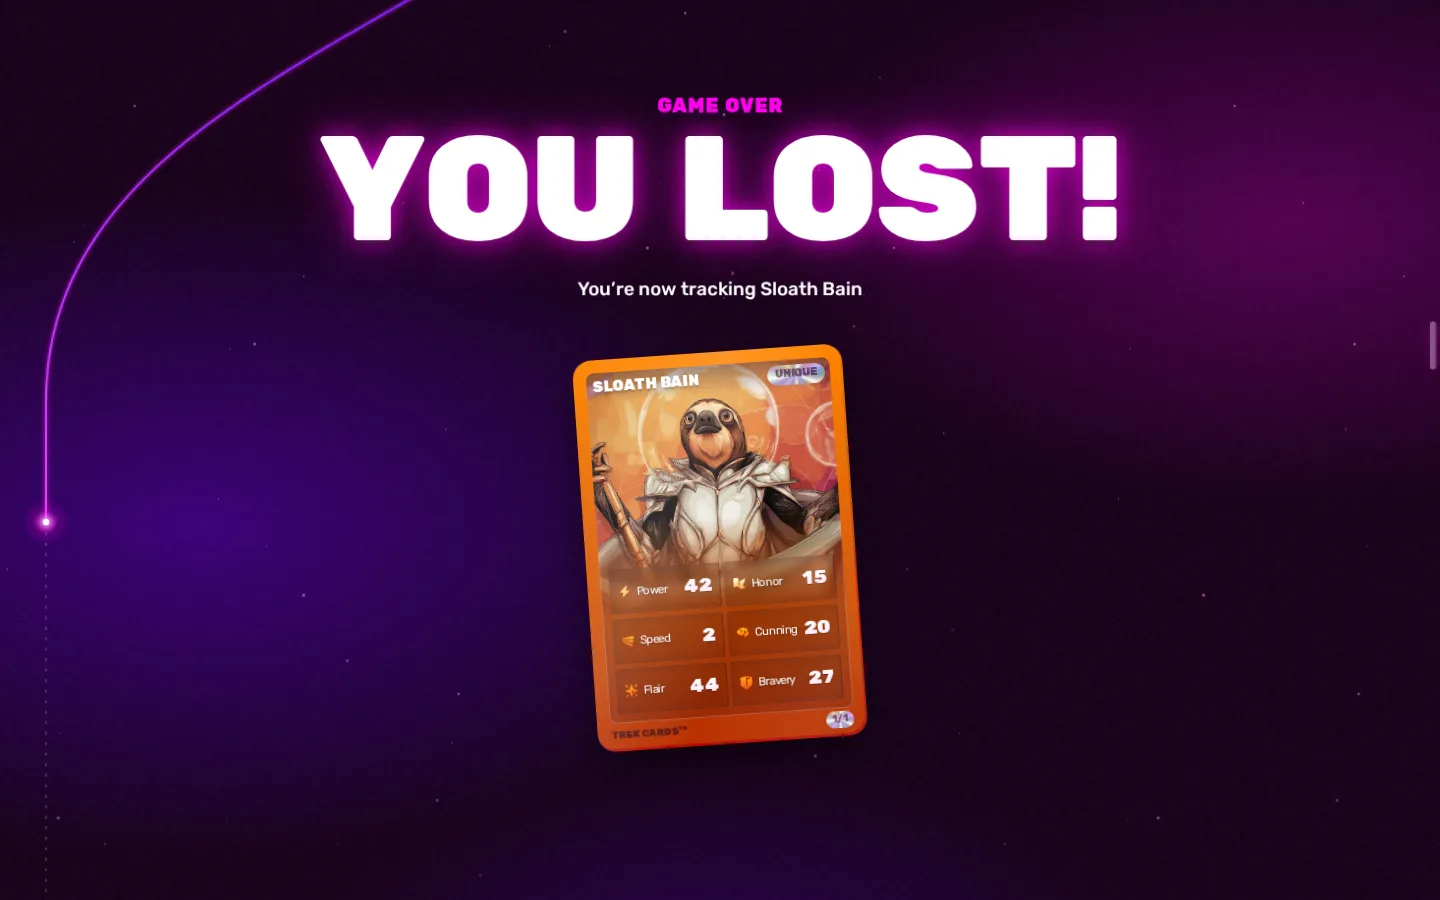 GAME OVER
YOU LOST!
You’re now tracking Sloath Bain
SLOATH BAIN
UNIQUE
Power 42
Honor 15
Speed 2
Cunning 20
Flair 44
Bravery 27
TREK CARDS™
1/1